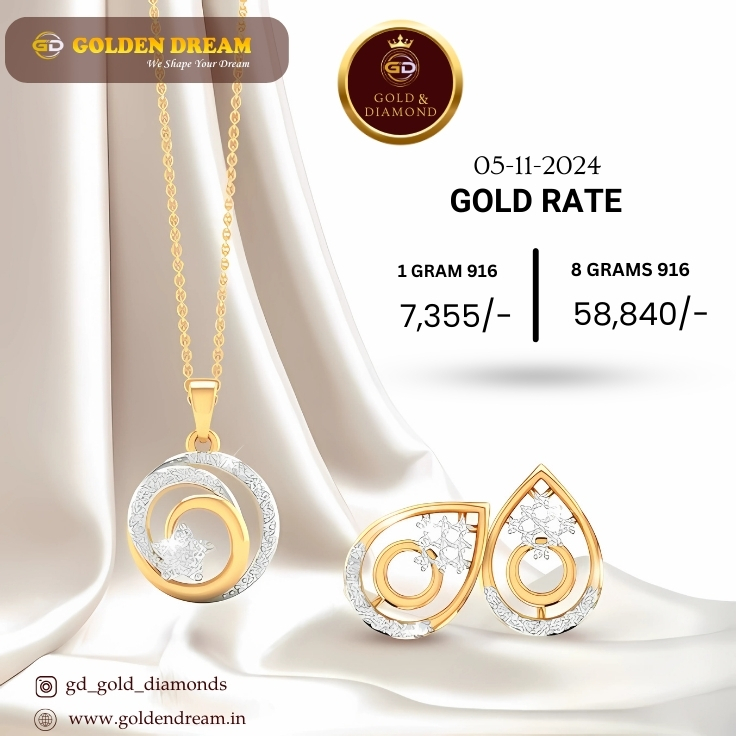 GD GOLDEN DREAM
We Shape Your Dream
GD
GOLD &
DIAMOND
05-11-2024
GOLD RATE
1 GRAM 916
7,355/-
8 GRAMS 916
58,840/-
gd_gold_diamonds
www.goldendream.in